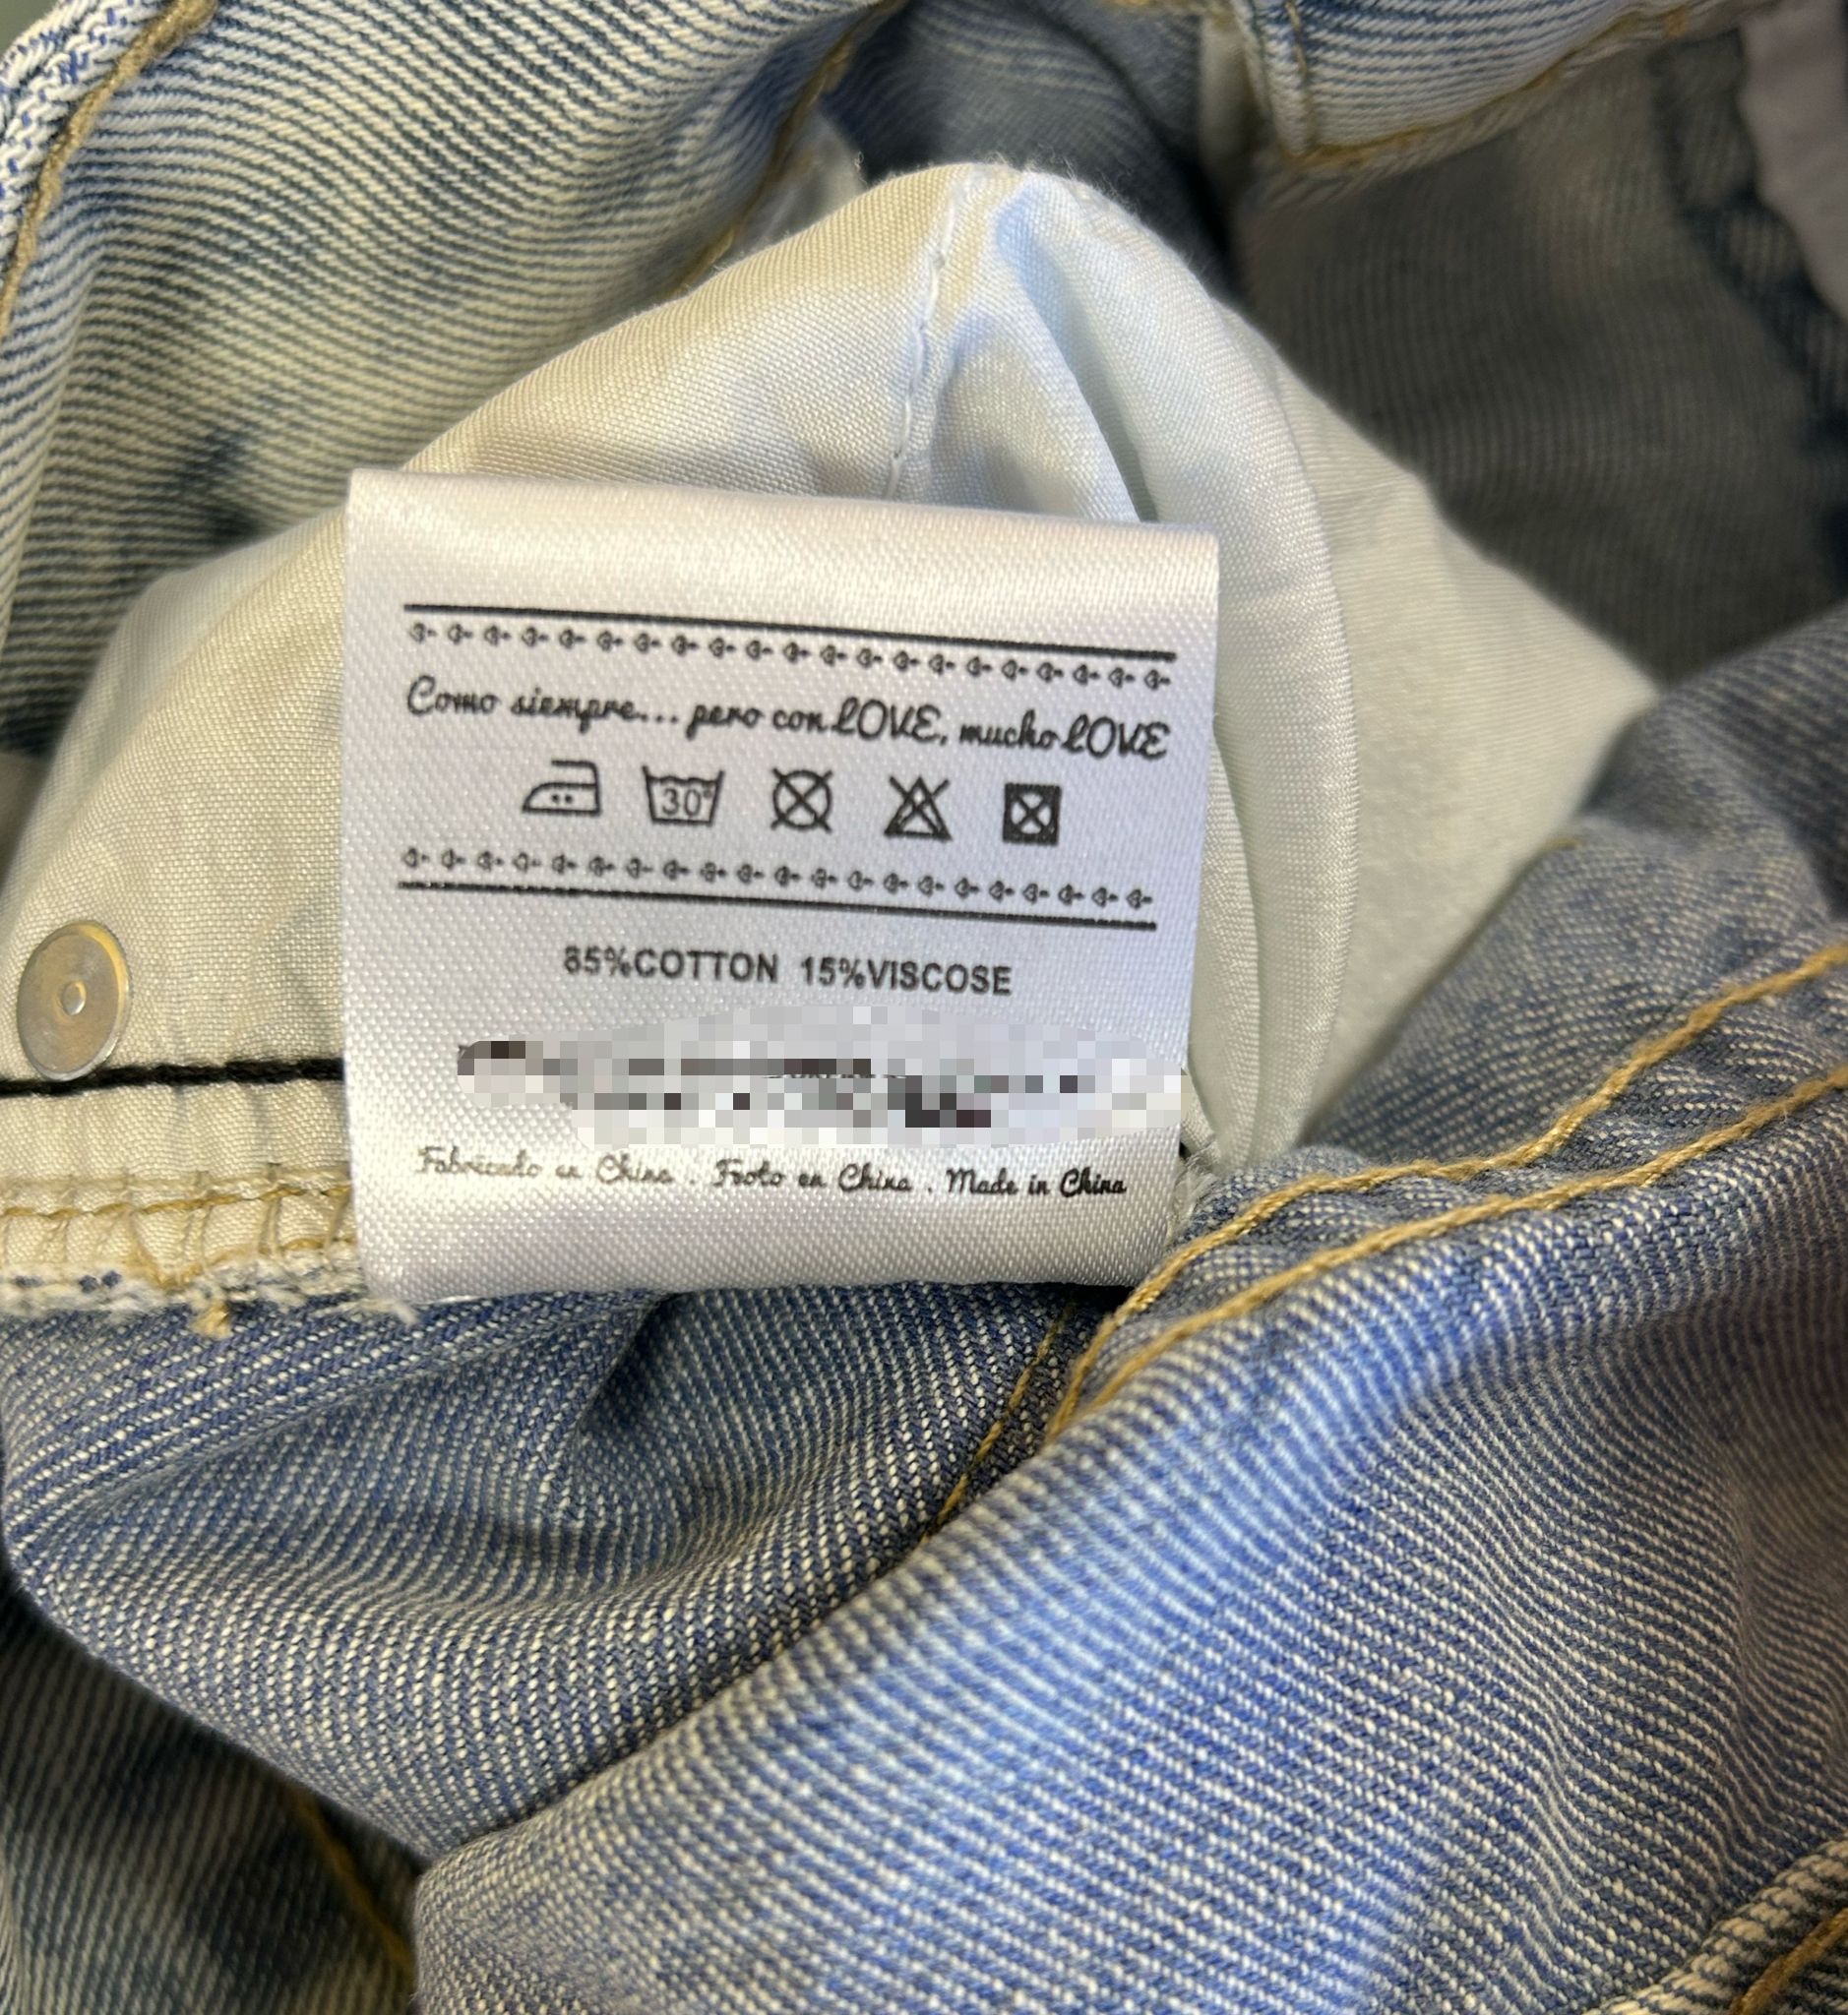 Como siempre... pero con LOVE, mucho LOVE
30°
85%COTTON 15%VISCOSE
Fabricado en China . Feoto en China . Made in China